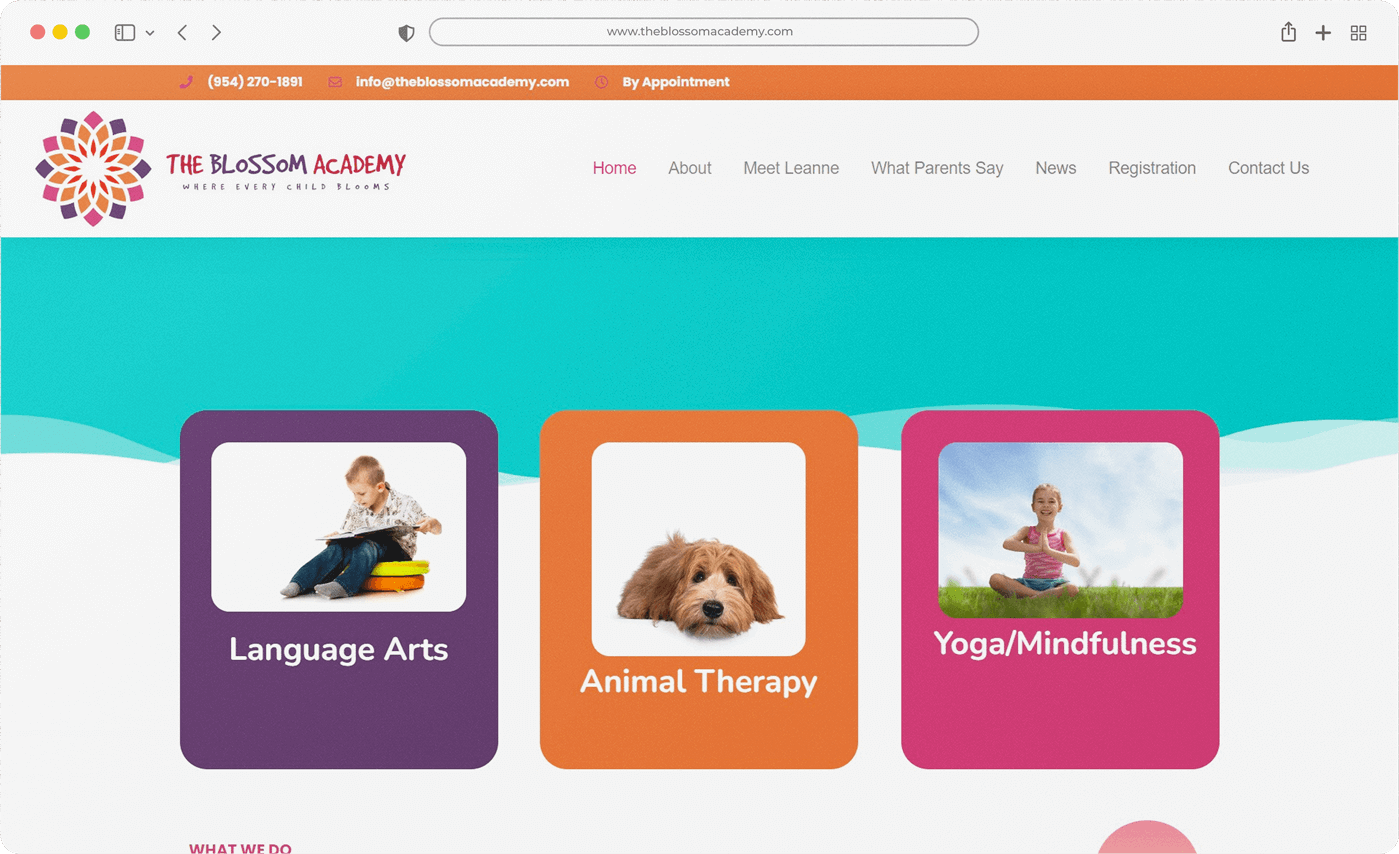 www.theblossomacademy.com
(954) 270-1891 info@theblossomacademy.com By Appointment
THE BLOSSOM ACADEMY
WHERE EVERY CHILD BLOOMS
Home About Meet Leanne What Parents Say News Registration Contact Us
Language Arts
Animal Therapy
Yoga/Mindfulness
WHAT WE DO